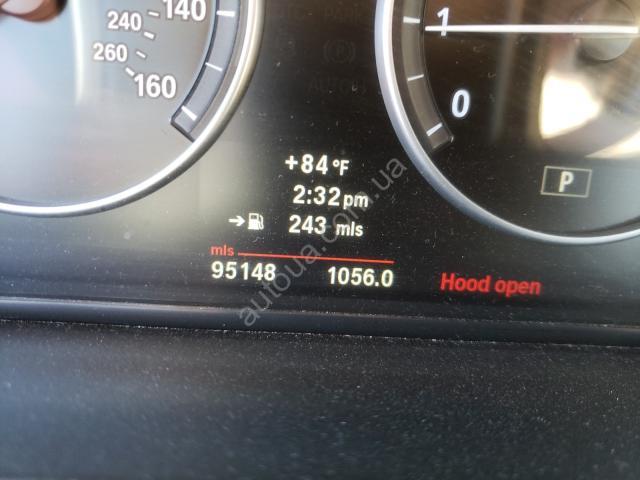 140
240
260
160
1
0
P
+84 °F
2:32 pm
243 mls
mls
95148 1056.0
Hood open
autoua.com.ua